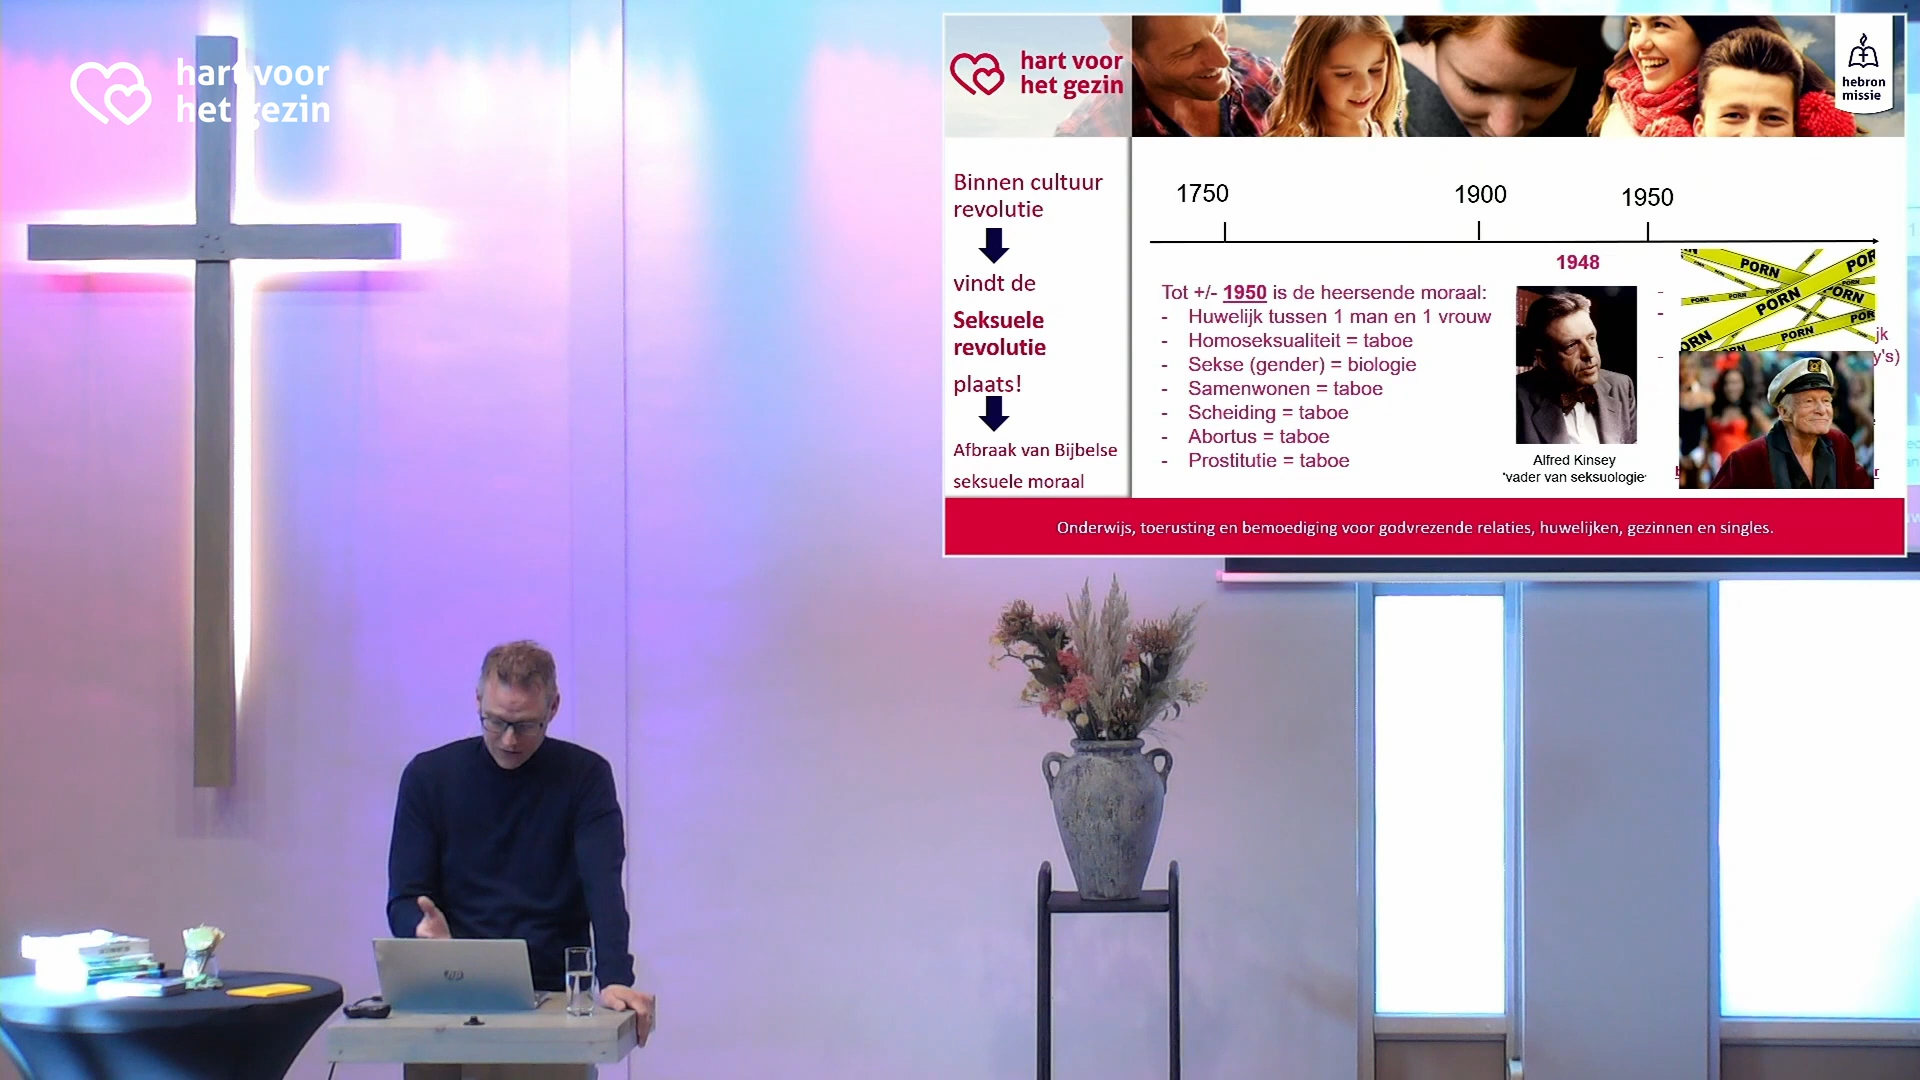 hart voor
het gezin
hart voor
het gezin
hebron
missie
Binnen cultuur
revolutie
vindt de
Seksuele
revolutie
plaats!
Afbraak van Bijbelse
seksuele moraal
1750
1900
1950
1948
Tot +/- 1950 is de heersende moraal:
- Huwelijk tussen 1 man en 1 vrouw
- Homoseksualiteit = taboe
- Sekse (gender) = biologie
- Samenwonen = taboe
- Scheiding = taboe
- Abortus = taboe
- Prostitutie = taboe
Alfred Kinsey
'vader van seksuologie'
PORN
PORN
PORN
PORN
PORN
Onderwijs, toerusting en bemoediging voor godvrezende relaties, huwelijken, gezinnen en singles.
hp